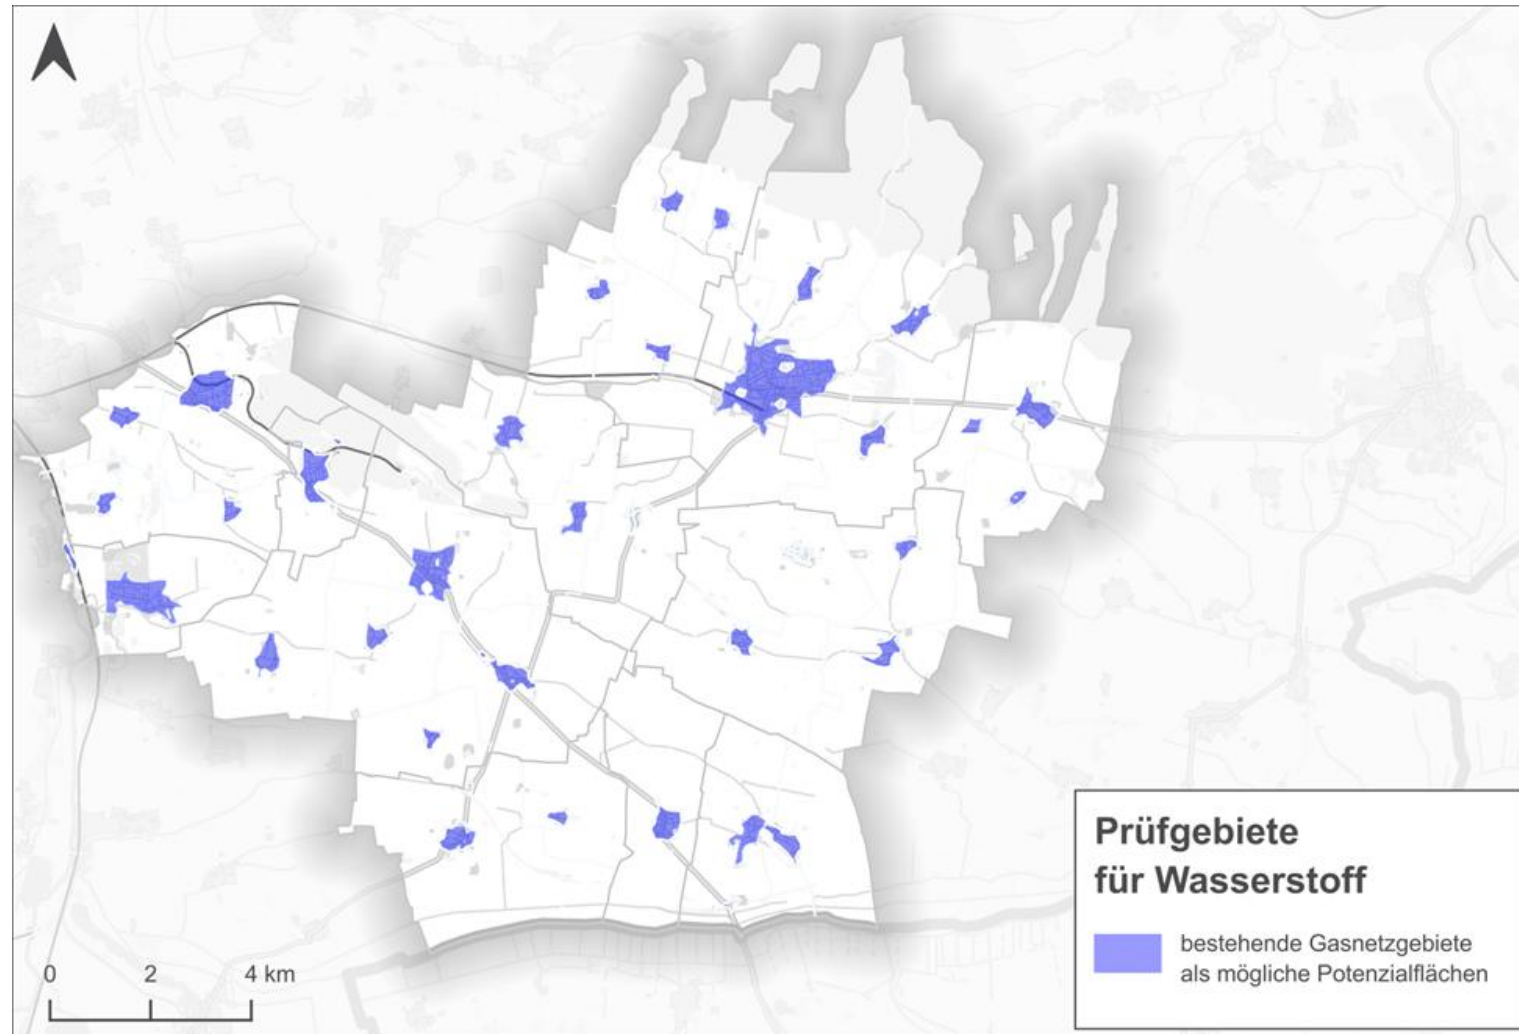 0 2 4 km
Prüfgebiete
für Wasserstoff
bestehende Gasnetzgebiete
als mögliche Potenzialflächen